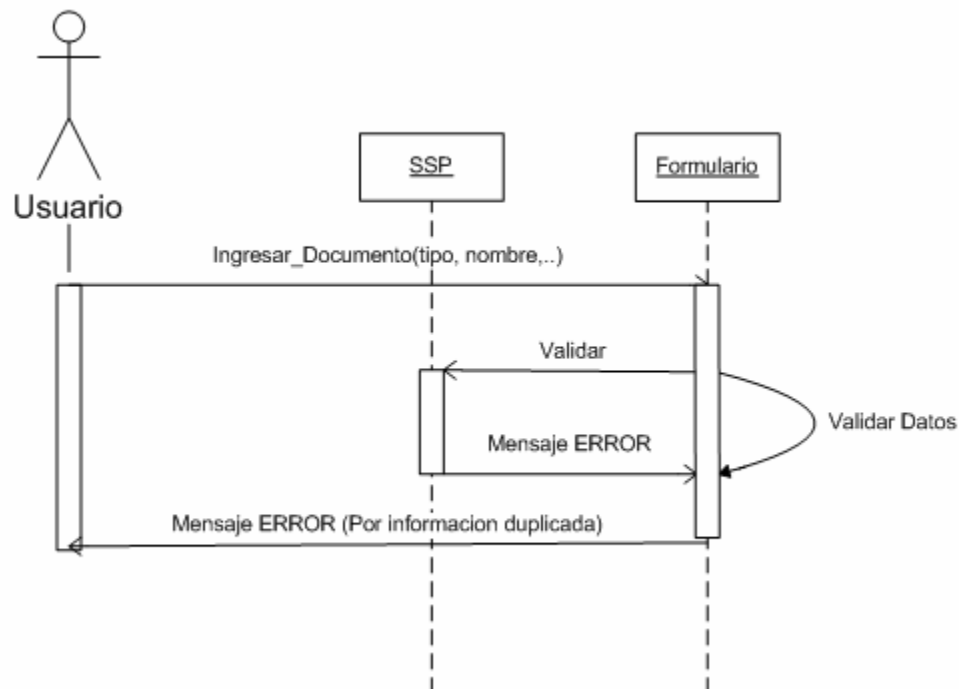 SSP
Formulario
Usuario
Ingresar_Documento(tipo, nombre,..)
Validar
Validar Datos
Mensaje ERROR
Mensaje ERROR (Por informacion duplicada)